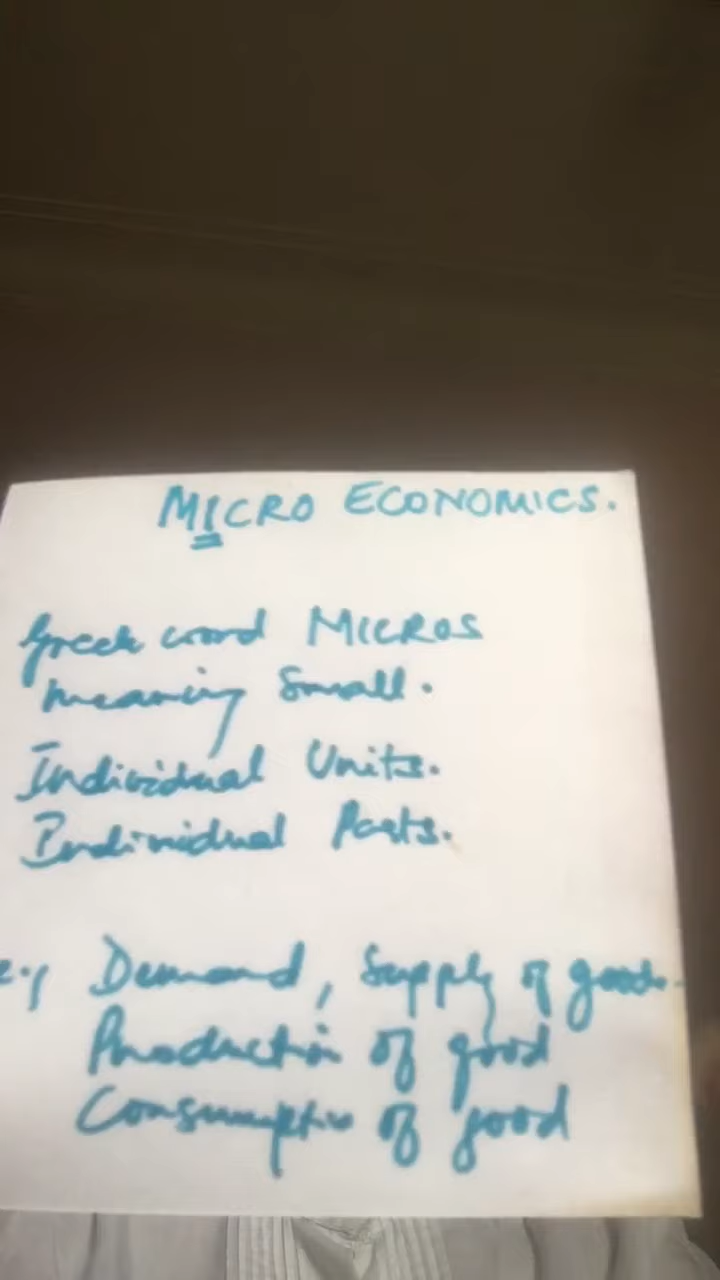 MICRO ECONOMICS.
Greek word MICROS
meaning Small.
Individual Units.
Individual Parts.
e.g Demand, Supply of goods.
Production of good
Consumption of good